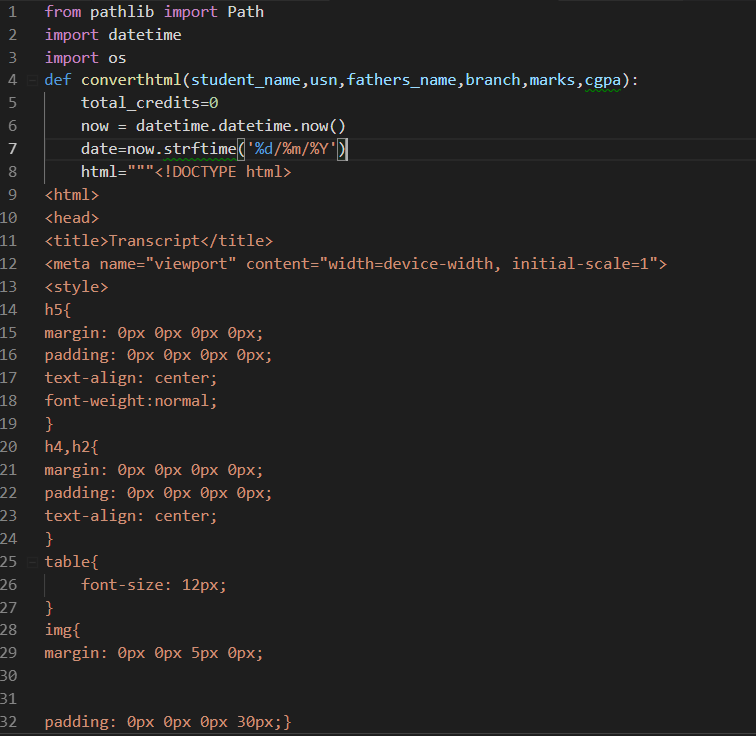 1 from pathlib import Path
2 import datetime
3 import os
4 def converthtml(student_name,usn,fathers_name,branch,marks,cgpa):
5     total_credits=0
6     now = datetime.datetime.now()
7     date=now.strftime('%d/%m/%Y')
8     html="""<!DOCTYPE html>
9 <html>
10 <head>
11 <title>Transcript</title>
12 <meta name="viewport" content="width=device-width, initial-scale=1">
13 <style>
14 h5{
15 margin: 0px 0px 0px 0px;
16 padding: 0px 0px 0px 0px;
17 text-align: center;
18 font-weight:normal;
19 }
20 h4,h2{
21 margin: 0px 0px 0px 0px;
22 padding: 0px 0px 0px 0px;
23 text-align: center;
24 }
25 table{
26     font-size: 12px;
27 }
28 img{
29 margin: 0px 0px 5px 0px;
30
31
32 padding: 0px 0px 0px 30px;}